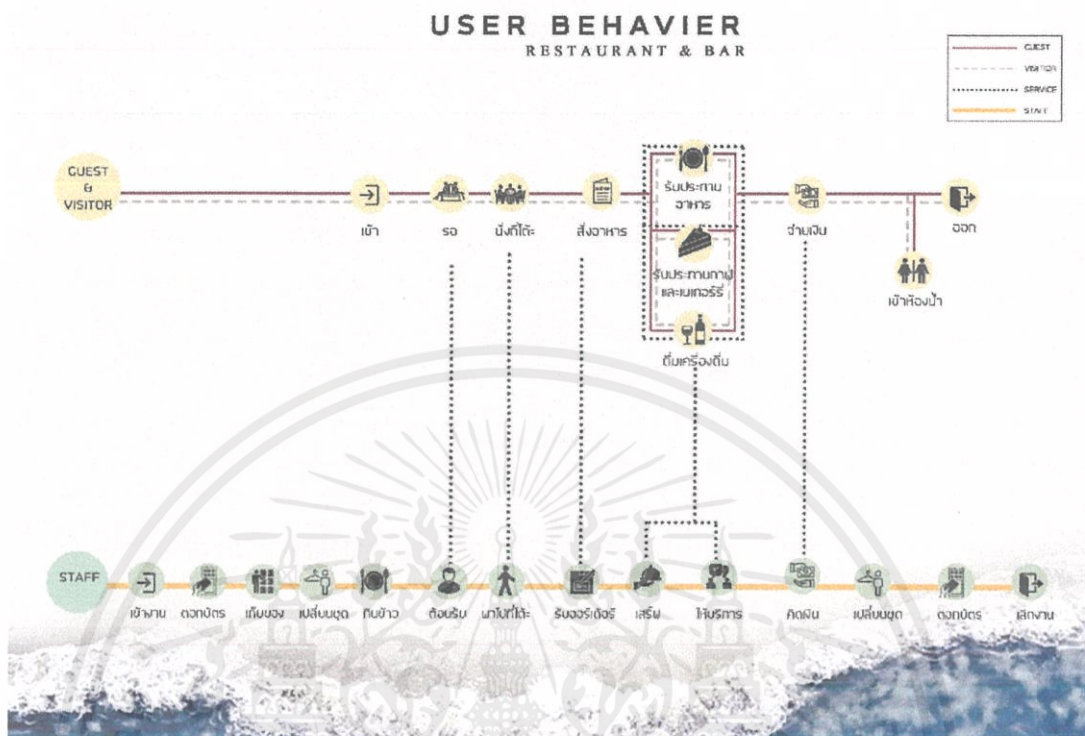 USER BEHAVIER
RESTAURANT & BAR
GUEST
VISITOR
SERVICE
STAFF
GUEST
&
VISITOR
เข้า
รอ
นั่งที่โต๊ะ
สั่งอาหาร
รับประทาน
อาหาร
รับประทานกาแฟ
และเบเกอร์รี่
ดื่มเครื่องดื่ม
จ่ายเงิน
เข้าห้องน้ำ
ออก
STAFF
เข้างาน
ตอกบัตร
เก็บของ
เปลี่ยนชุด
กินข้าว
ต้อนรับ
พาไปที่โต๊ะ
รับออร์เดอร์
เสริ์ฟ
ให้บริการ
คิดเงิน
เปลี่ยนชุด
ตอกบัตร
เลิกงาน